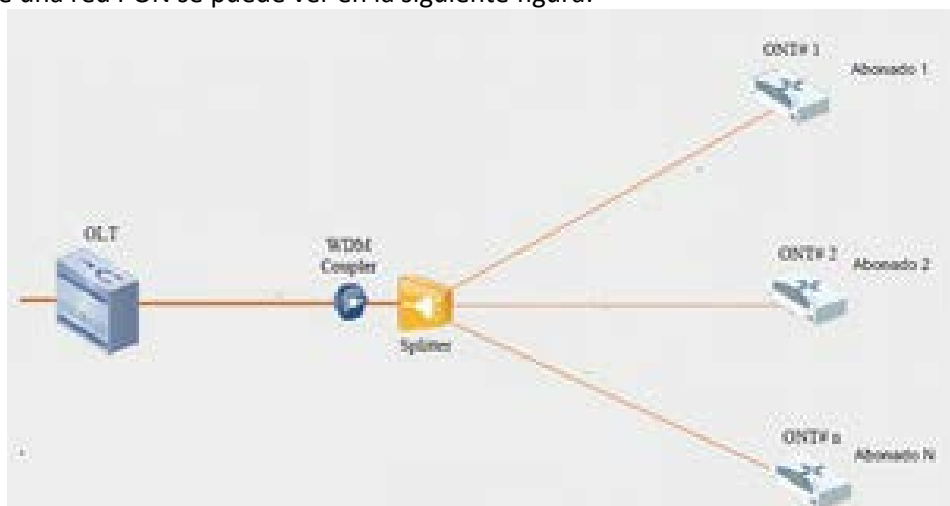 e una red PON se puede ver en la siguiente figura:
ONT# 1
Abonado 1
OLT
WDM
Coupler
ONT# 2
Abonado 2
Splitter
ONT# n
Abonado N